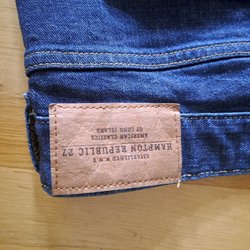 ESTABLISHED M.M.X
HAMPTON REPUBLIC 27
AMERICAN CLASSICS
OF LONG ISLAND